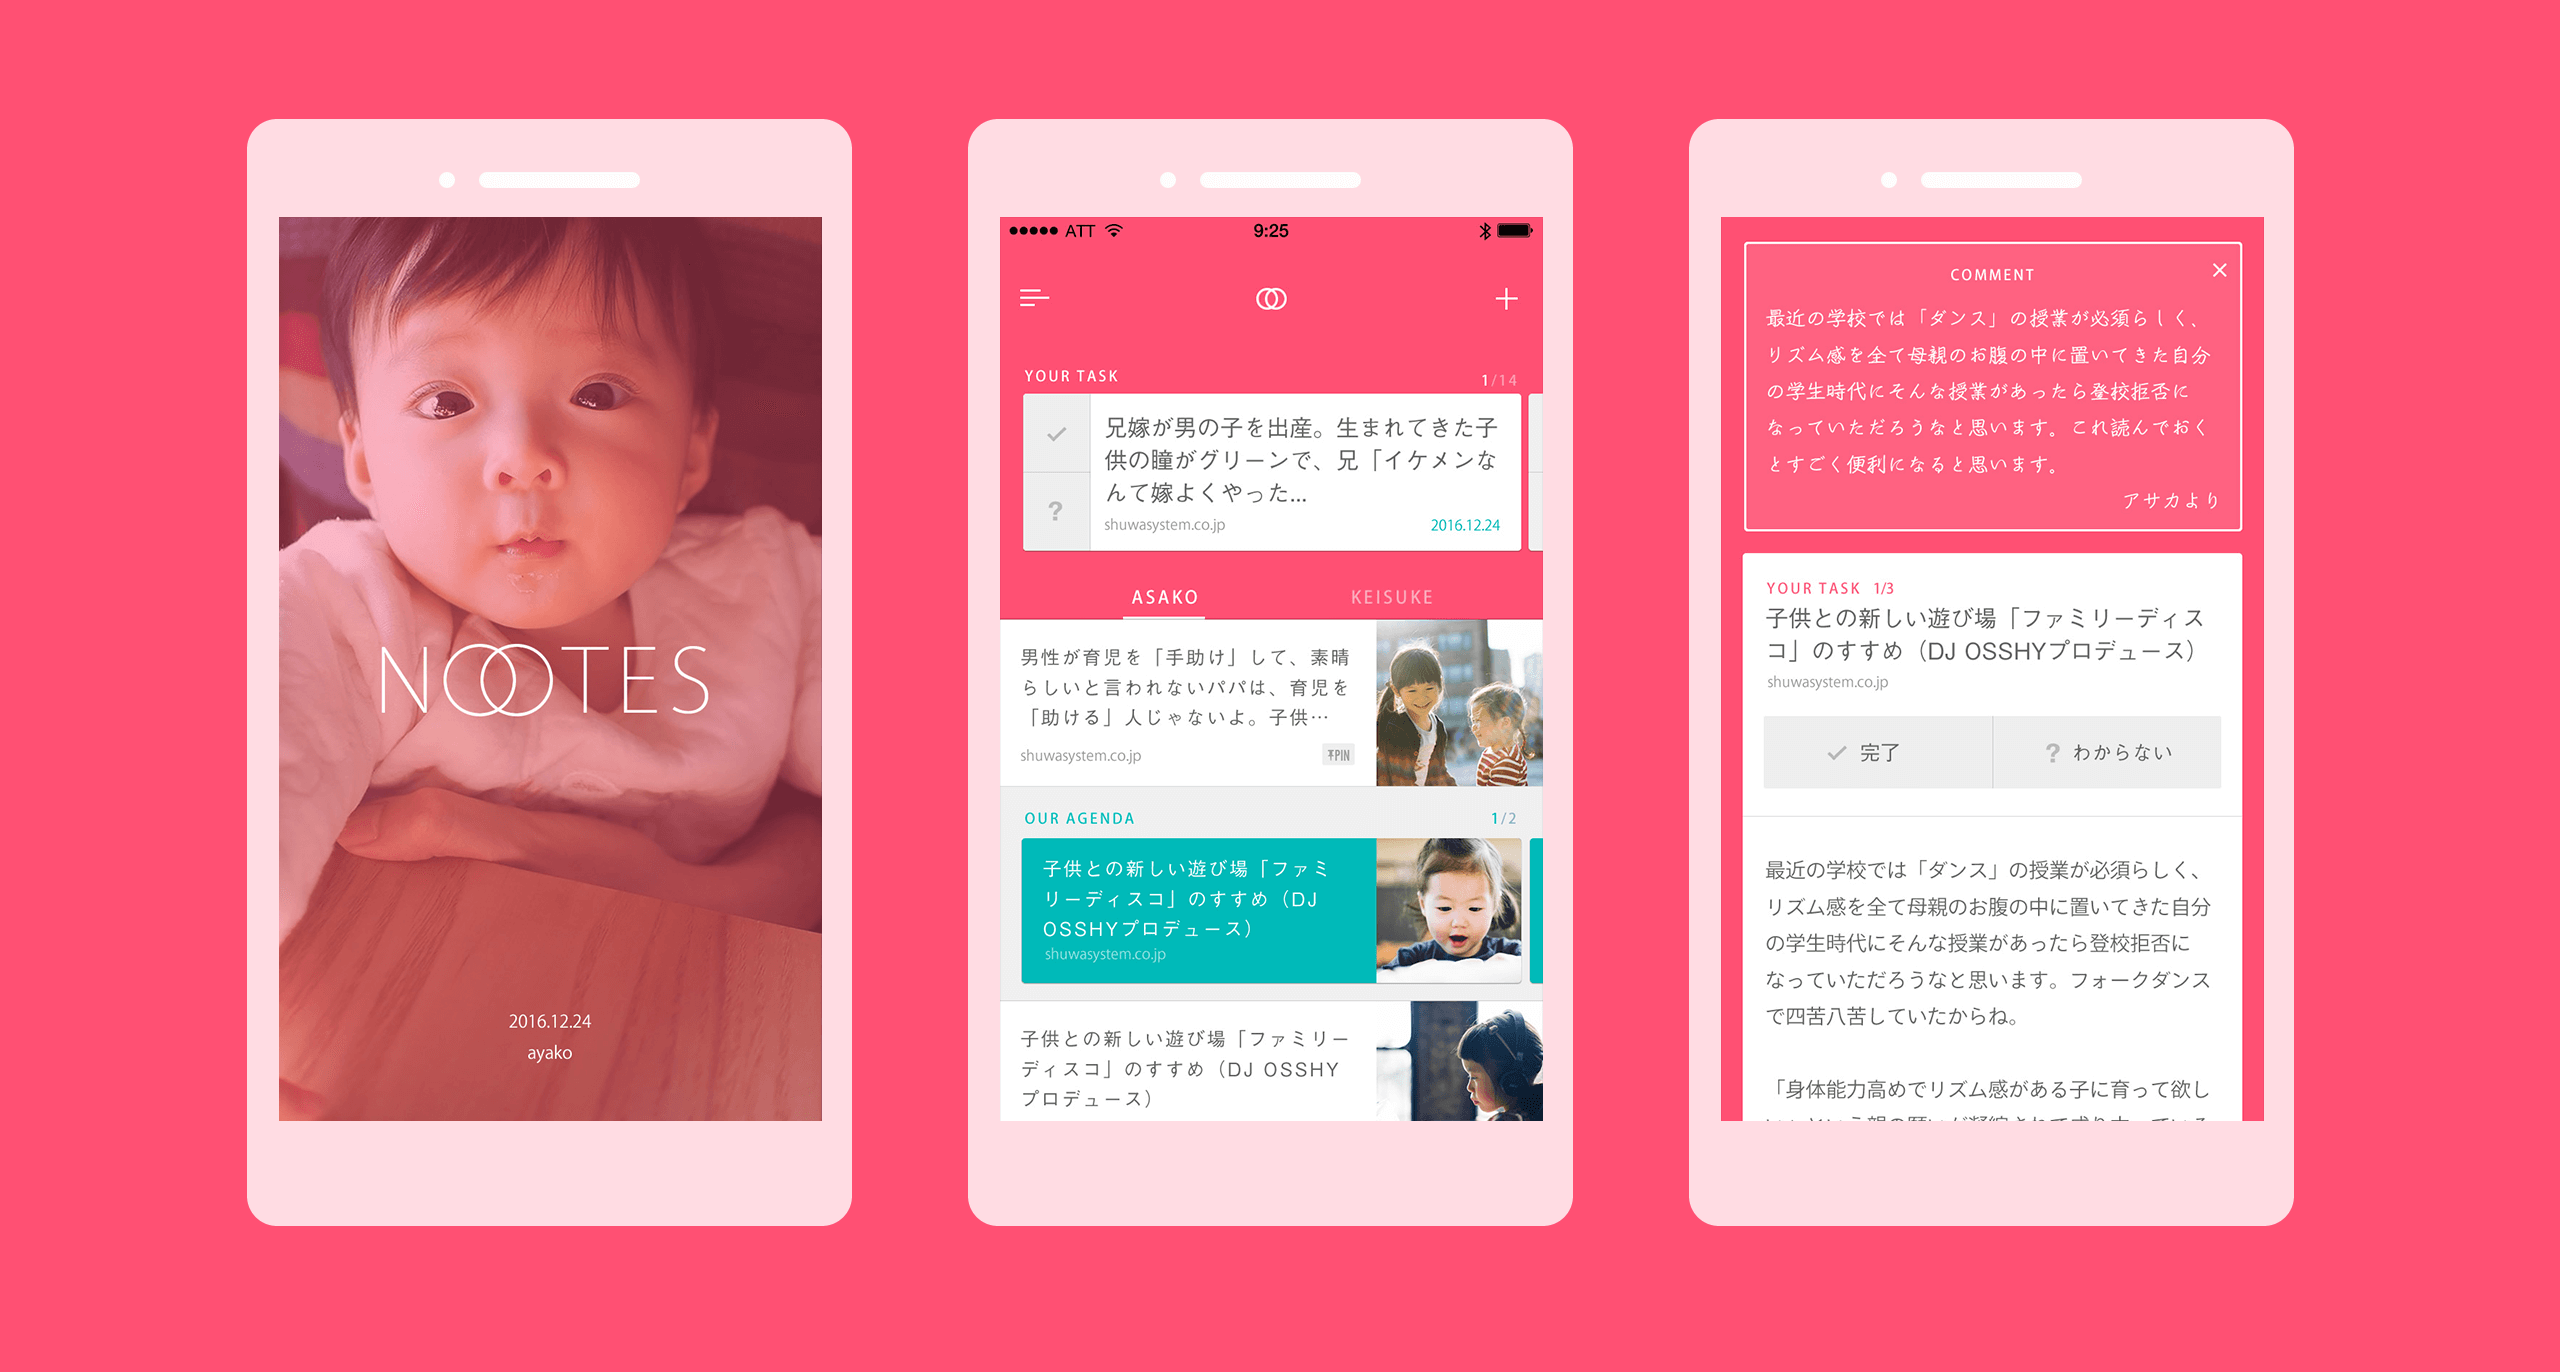 NOOTES
2016.12.24
ayako
ATT
9:25
YOUR TASK
1/14
兄嫁が男の子を出産。生まれてきた子
供の瞳がグリーンで、兄「イケメンな
んて嫁よくやった...
shuwasystem.co.jp
2016.12.24
ASAKO
KEISUKE
男性が育児を「手助け」して、素晴
らしいと言われないパパは、育児を
「助ける」人じゃないよ。子供…
shuwasystem.co.jp
PIN
OUR AGENDA
1/2
子供との新しい遊び場「ファミ
リーディスコ」のすすめ（DJ
OSSHYプロデュース）
shuwasystem.co.jp
子供との新しい遊び場「ファミリー
ディスコ」のすすめ（DJ OSSHY
プロデュース）
COMMENT
最近の学校では「ダンス」の授業が必須らしく、
リズム感を全て母親のお腹の中に置いてきた自分
の学生時代にそんな授業があったら登校拒否に
なっていただろうなと思います。これ読んでおく
とすごく便利になると思います。
アサカより
YOUR TASK 1/3
子供との新しい遊び場「ファミリーディス
コ」のすすめ（DJ OSSHYプロデュース）
shuwasystem.co.jp
完了
? わからない
最近の学校では「ダンス」の授業が必須らしく、
リズム感を全て母親のお腹の中に置いてきた自分
の学生時代にそんな授業があったら登校拒否に
なっていただろうなと思います。フォークダンス
で四苦八苦していたからね。
「身体能力高めでリズム感がある子に育って欲し